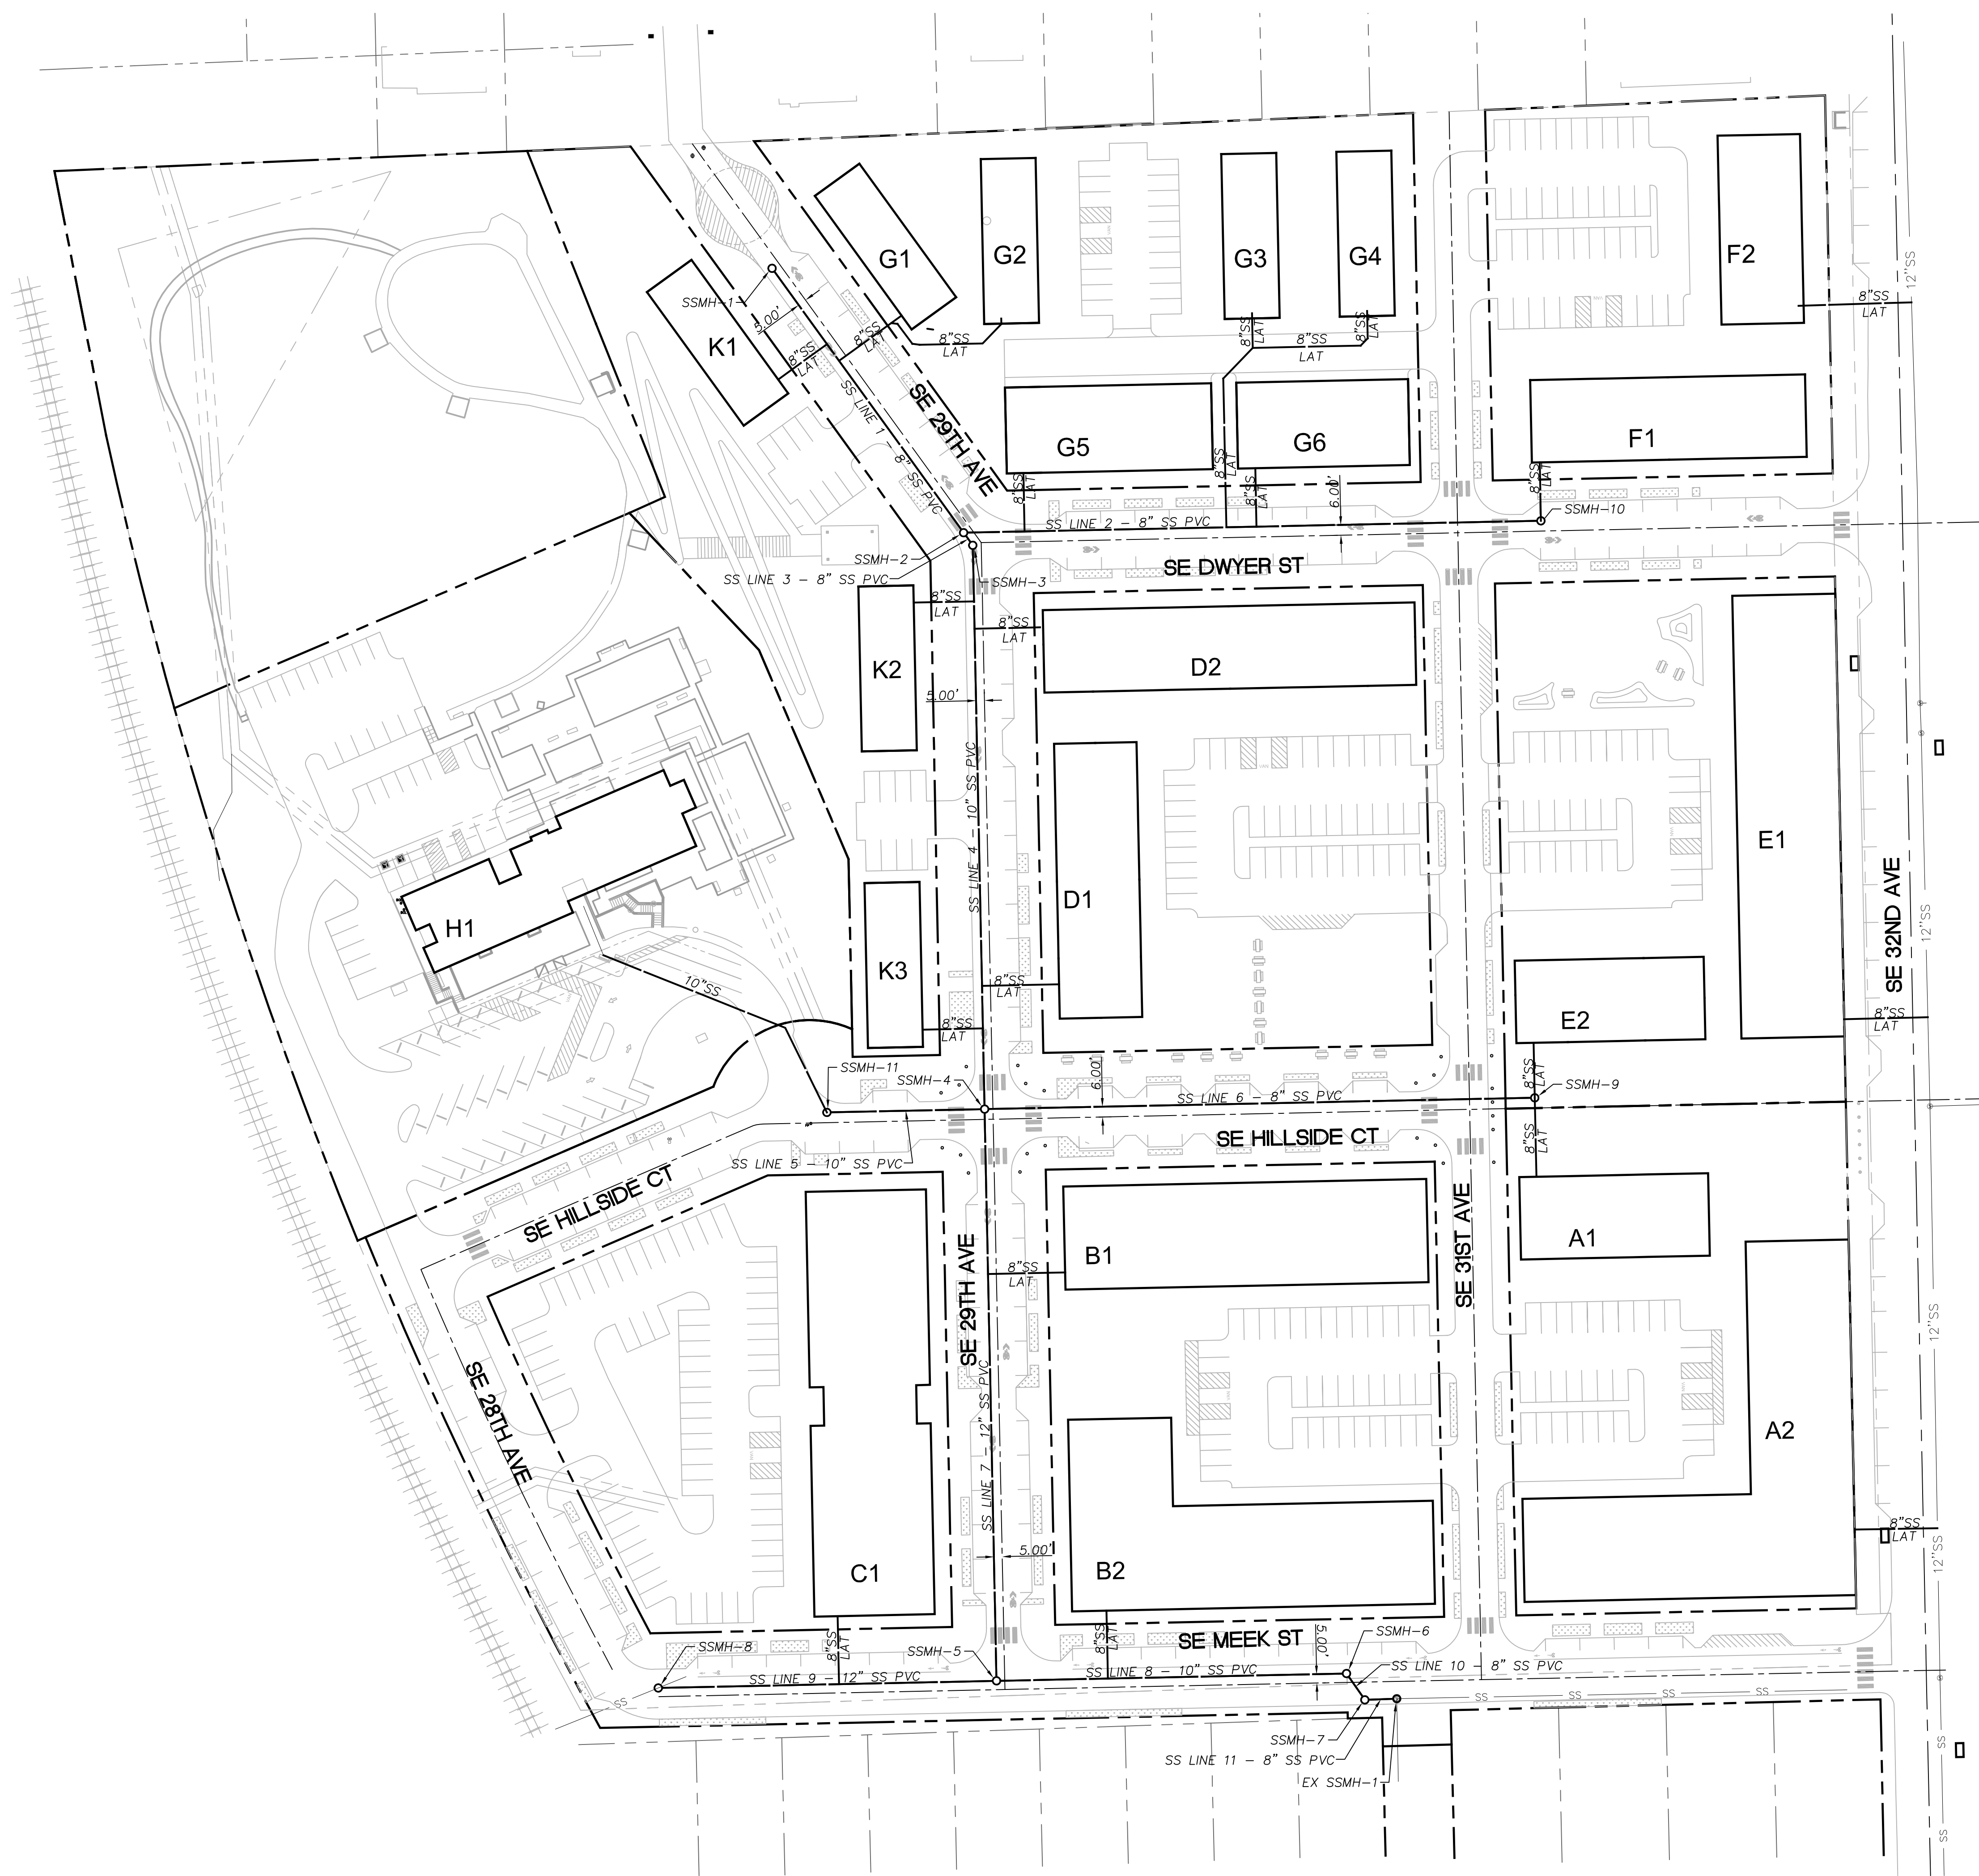 12"SS
F2
8"SS
LAT
G1
G2
G3
G4
SSMH-1
5.00'
K1
8"SS
LAT
8"SS
LAT
8"SS
LAT
8"SS
LAT
8"SS
LAT
8"SS
LAT
SS LINE 1 - 8" SS PVC
SE 29TH AVE
G5
G6
F1
8"SS
LAT
8"SS
LAT
8"SS
LAT
6.00'
8"SS
LAT
SSMH-10
SS LINE 2 - 8" SS PVC
SSMH-2
SS LINE 3 - 8" SS PVC
SSMH-3
SE DWYER ST
8"SS
LAT
8"SS
LAT
K2
D2
5.00'
SS LINE 4 - 10" SS PVC
E1
SE 32ND AVE
12"SS
D1
H1
K3
10"SS
8"SS
LAT
8"SS
LAT
E2
8"SS
LAT
SSMH-11
SSMH-4
6.00'
8"SS
LAT
SSMH-9
SS LINE 6 - 8" SS PVC
SE HILLSIDE CT
8"SS
LAT
SS LINE 5 - 10" SS PVC
SE HILLSIDE CT
A1
B1
8"SS
LAT
SE 29TH AVE
SE 31ST AVE
12"SS
SE 28TH AVE
SS LINE 7 - 12" SS PVC
A2
8"SS
LAT
12"SS
5.00'
C1
B2
8"SS
LAT
8"SS
LAT
SE MEEK ST
5.00'
SSMH-6
SSMH-8
SSMH-5
SS LINE 9 - 12" SS PVC
SS LINE 8 - 10" SS PVC
SS LINE 10 - 8" SS PVC
SS
SS
SS
SS
SS
SSMH-7
SS LINE 11 - 8" SS PVC
EX SSMH-1
SS
SS